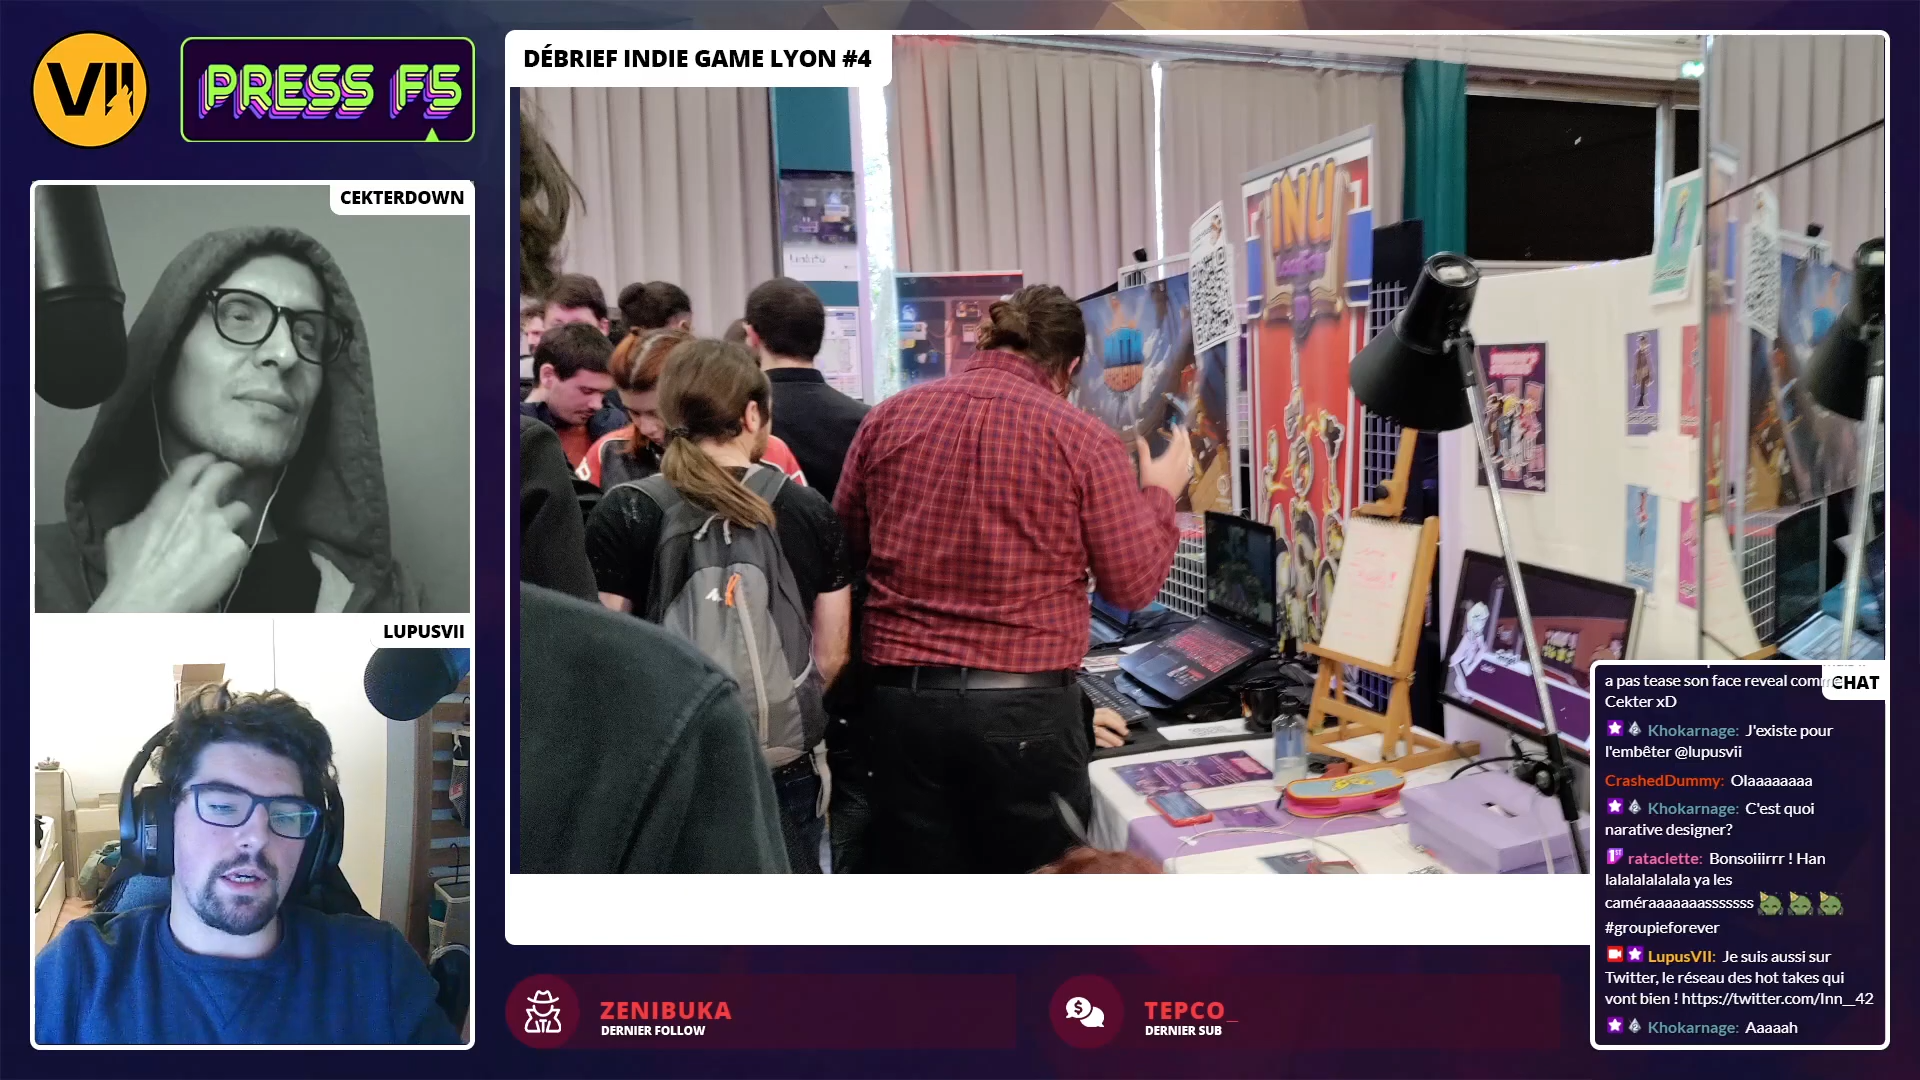 VII
PRESS F5
DÉBRIEF INDIE GAME LYON #4
CEKTERDOWN
LUPUSVII
INU
CHAT
a pas tease son face reveal comme
Cekter xD
Khokarnage: J'existe pour
l'embêter @lupusvii
CrashedDummy: Olaaaaaaaa
Khokarnage: C'est quoi
narative designer?
rataclette: Bonsoiiirrr ! Han
lalalalalalala ya les
caméraaaaaaasssssss
#groupieforever
LupusVII: Je suis aussi sur
Twitter, le réseau des hot takes qui
vont bien ! https://twitter.com/Inn__42
Khokarnage: Aaaaah
ZENIBUKA
DERNIER FOLLOW
TEPCO_
DERNIER SUB